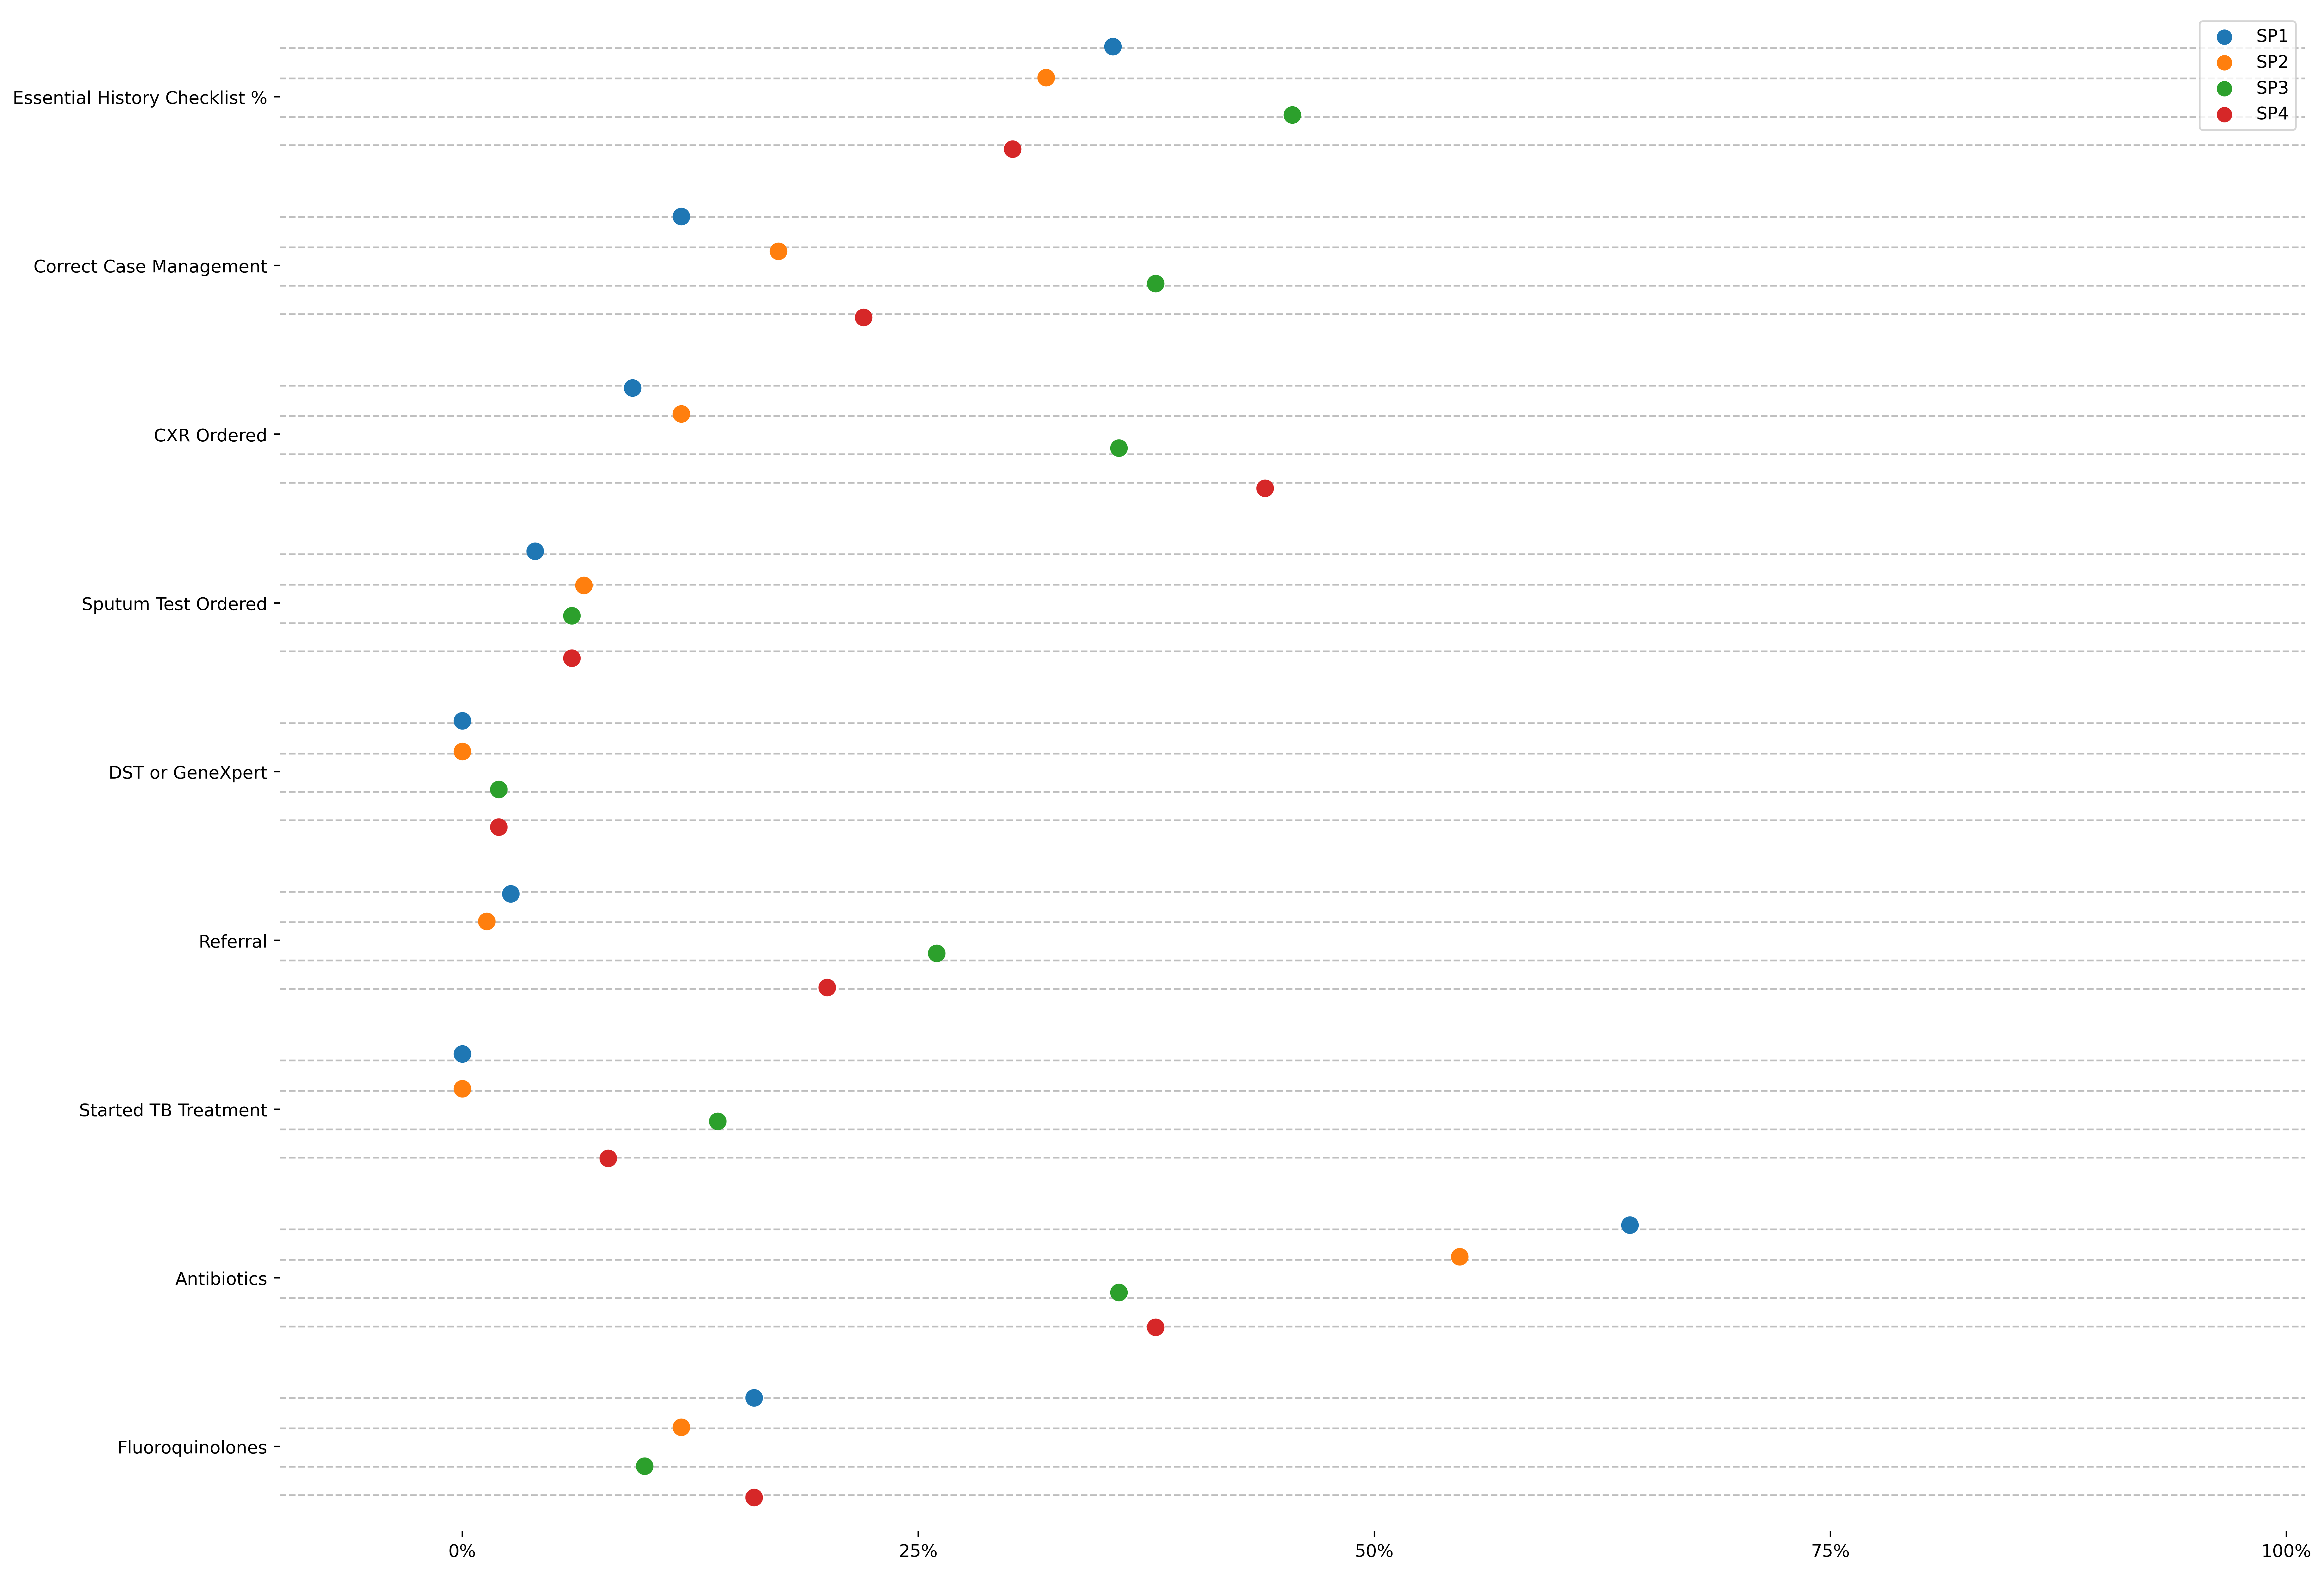 SP1
SP2
SP3
SP4
Essential History Checklist %
Correct Case Management
CXR Ordered
Sputum Test Ordered
DST or GeneXpert
Referral
Started TB Treatment
Antibiotics
Fluoroquinolones
0% 25% 50% 75% 100%